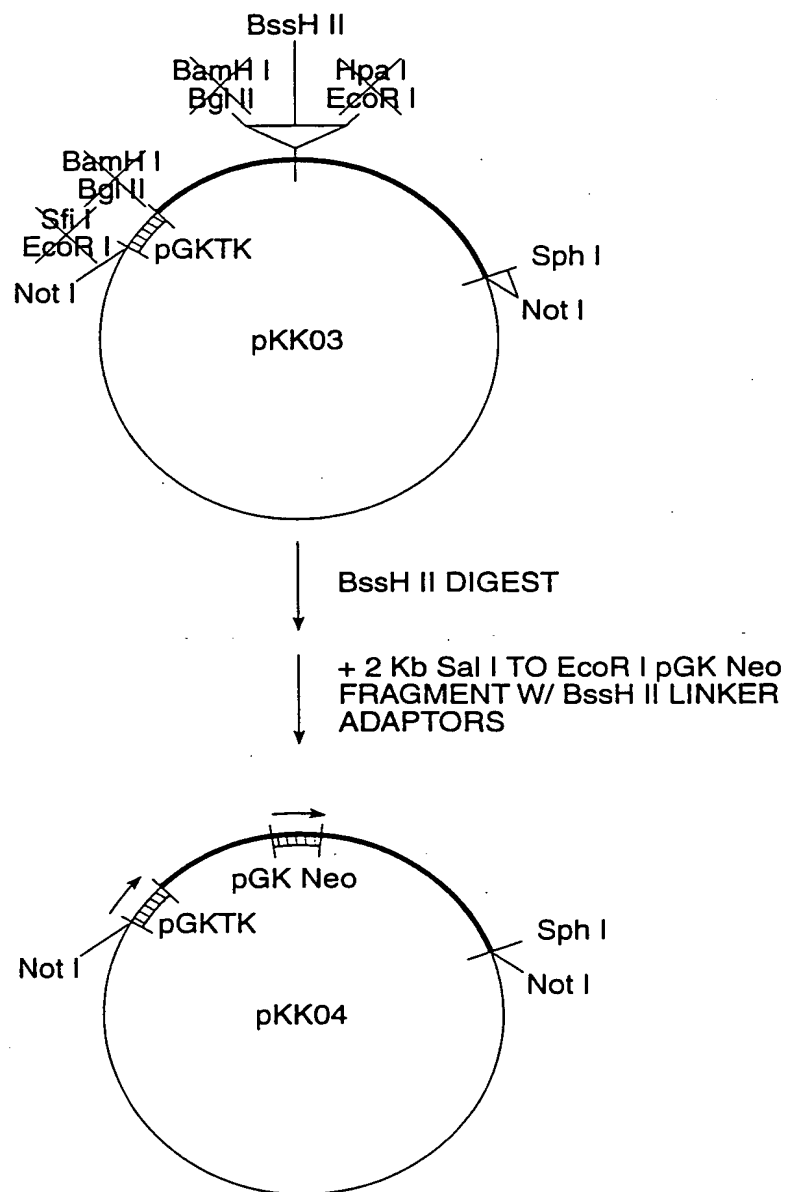 BssH II
BamH I
Bgl II
Hpa I
EcoR I
BamH I
Bgl II
Sfi I
EcoR I
pGKTK
Not I
Sph I
Not I
pKK03
BssH II DIGEST
+ 2 Kb Sal I TO EcoR I pGK Neo
FRAGMENT W/ BssH II LINKER
ADAPTORS
pGK Neo
pGKTK
Not I
Sph I
Not I
pKK04